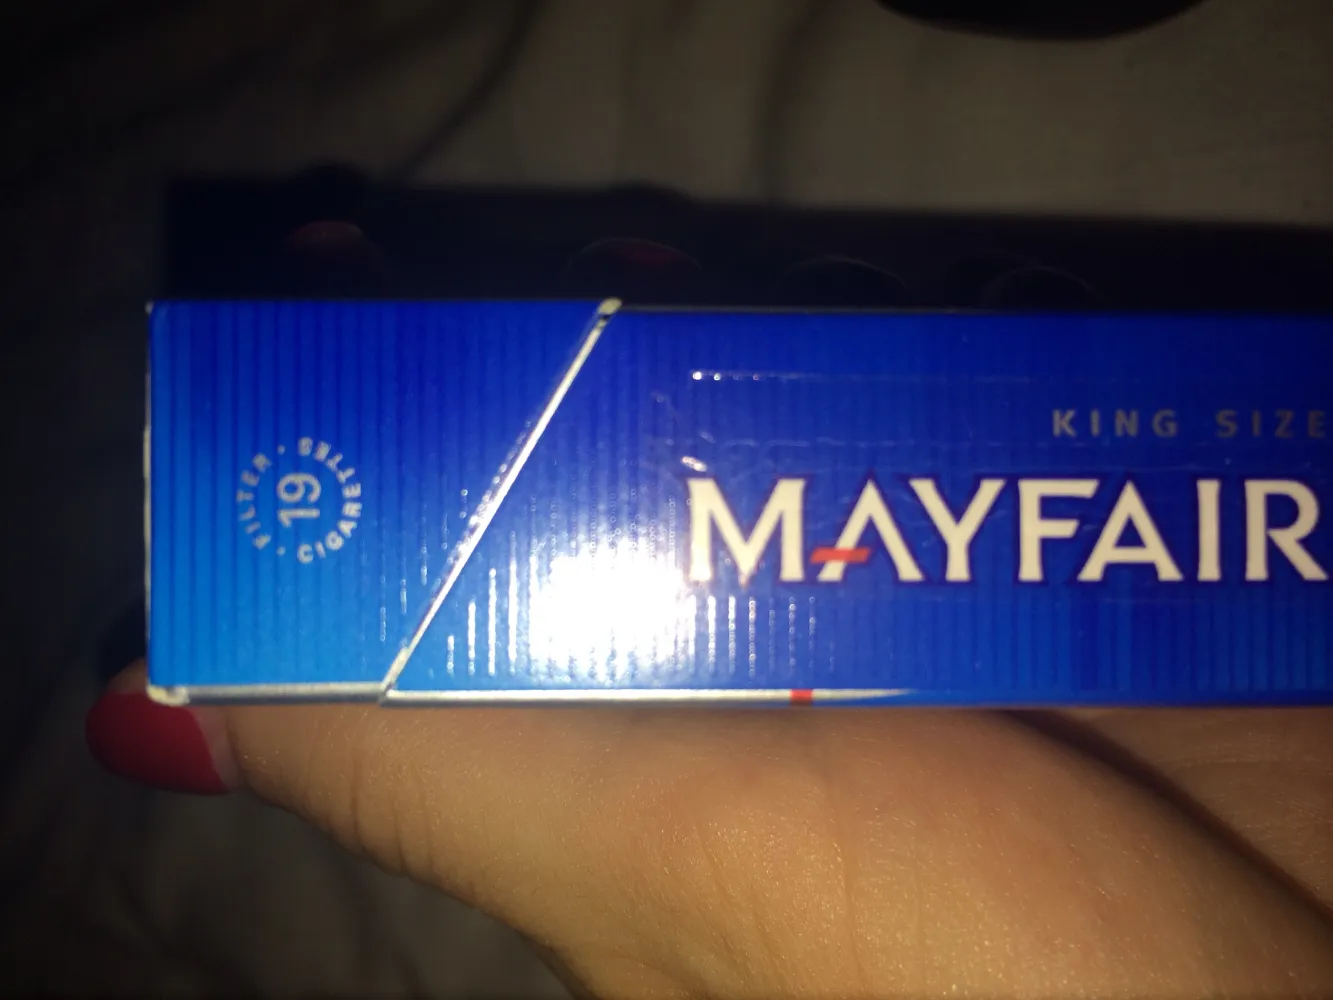 FILTER · CIGARETTES ·
19
KING SIZE
MAYFAIR